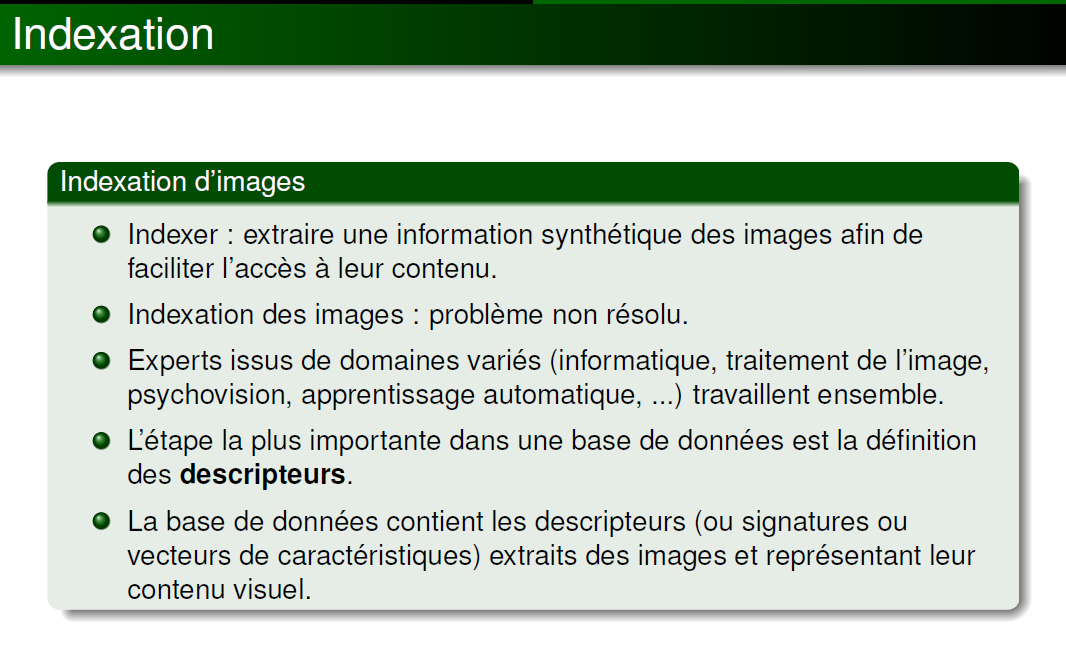 Indexation
Indexation d'images
Indexer : extraire une information synthétique des images afin de
faciliter l'accès à leur contenu.
Indexation des images : problème non résolu.
Experts issus de domaines variés (informatique, traitement de l'image,
psychovision, apprentissage automatique, ...) travaillent ensemble.
L'étape la plus importante dans une base de données est la définition
des descripteurs.
La base de données contient les descripteurs (ou signatures ou
vecteurs de caractéristiques) extraits des images et représentant leur
contenu visuel.